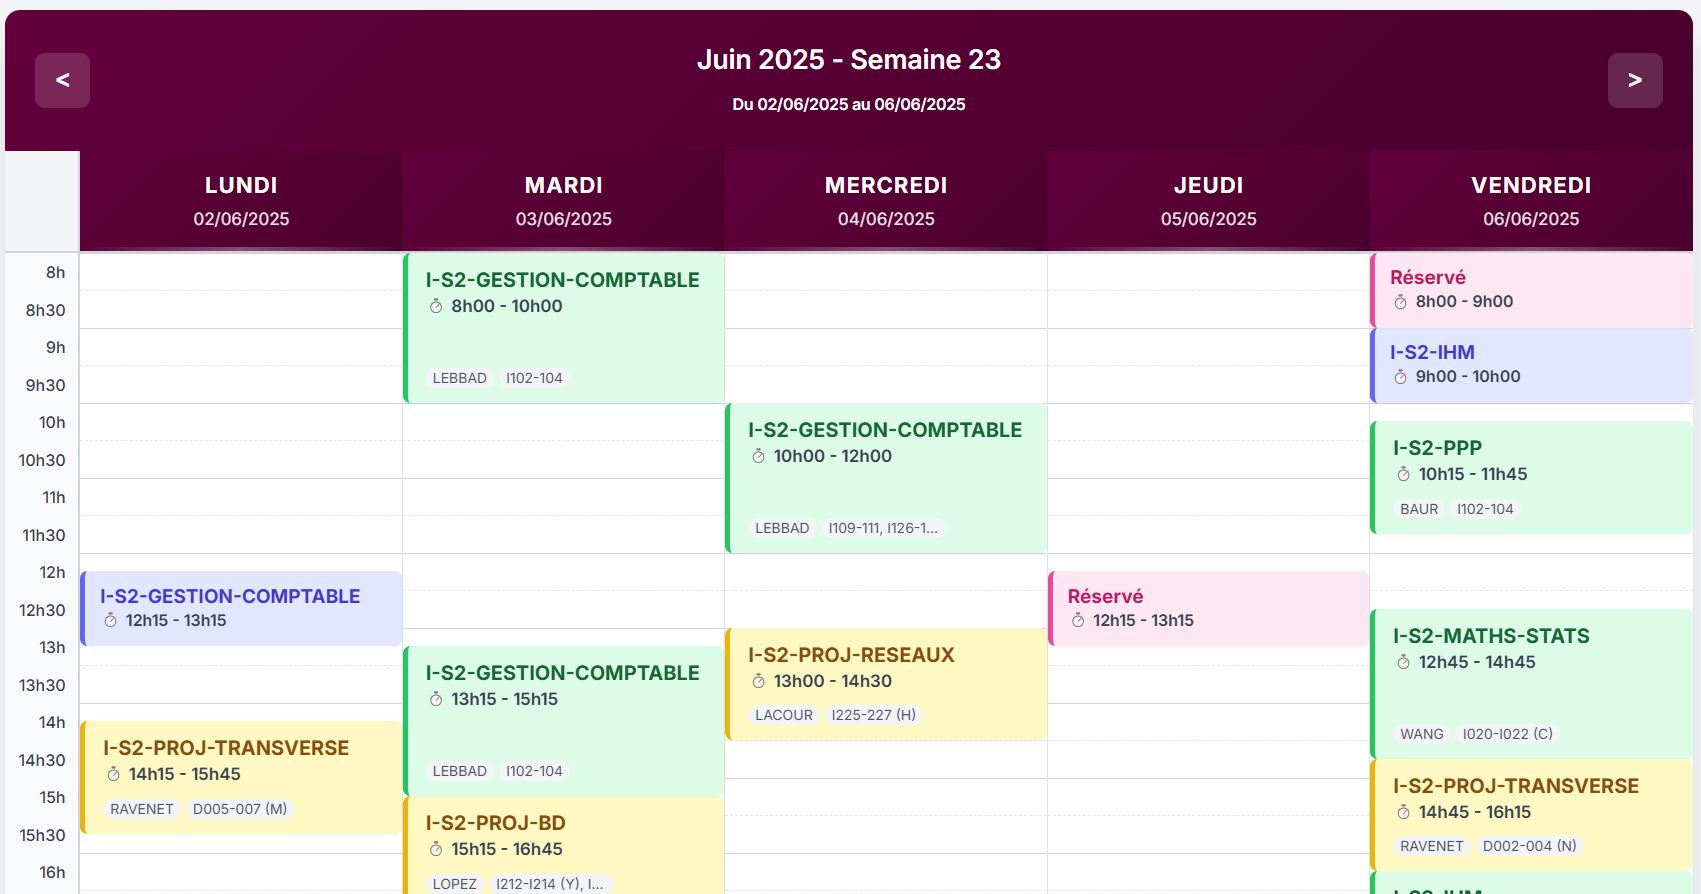 <
Juin 2025 - Semaine 23
>
Du 02/06/2025 au 06/06/2025
LUNDI
02/06/2025
MARDI
03/06/2025
MERCREDI
04/06/2025
JEUDI
05/06/2025
VENDREDI
06/06/2025
8h
8h30
9h
9h30
10h
10h30
11h
11h30
12h
12h30
13h
13h30
14h
14h30
15h
15h30
16h
I-S2-GESTION-COMPTABLE
12h15 - 13h15
I-S2-PROJ-TRANSVERSE
14h15 - 15h45
RAVENET D005-007 (M)
I-S2-GESTION-COMPTABLE
8h00 - 10h00
LEBBAD I102-104
I-S2-GESTION-COMPTABLE
13h15 - 15h15
LEBBAD I102-104
I-S2-PROJ-BD
15h15 - 16h45
LOPEZ I212-I214 (Y), I...
I-S2-GESTION-COMPTABLE
10h00 - 12h00
LEBBAD I109-111, I126-1...
I-S2-PROJ-RESEAUX
13h00 - 14h30
LACOUR I225-227 (H)
Réservé
12h15 - 13h15
Réservé
8h00 - 9h00
I-S2-IHM
9h00 - 10h00
I-S2-PPP
10h15 - 11h45
BAUR I102-104
I-S2-MATHS-STATS
12h45 - 14h45
WANG I020-I022 (C)
I-S2-PROJ-TRANSVERSE
14h45 - 16h15
RAVENET D002-004 (N)